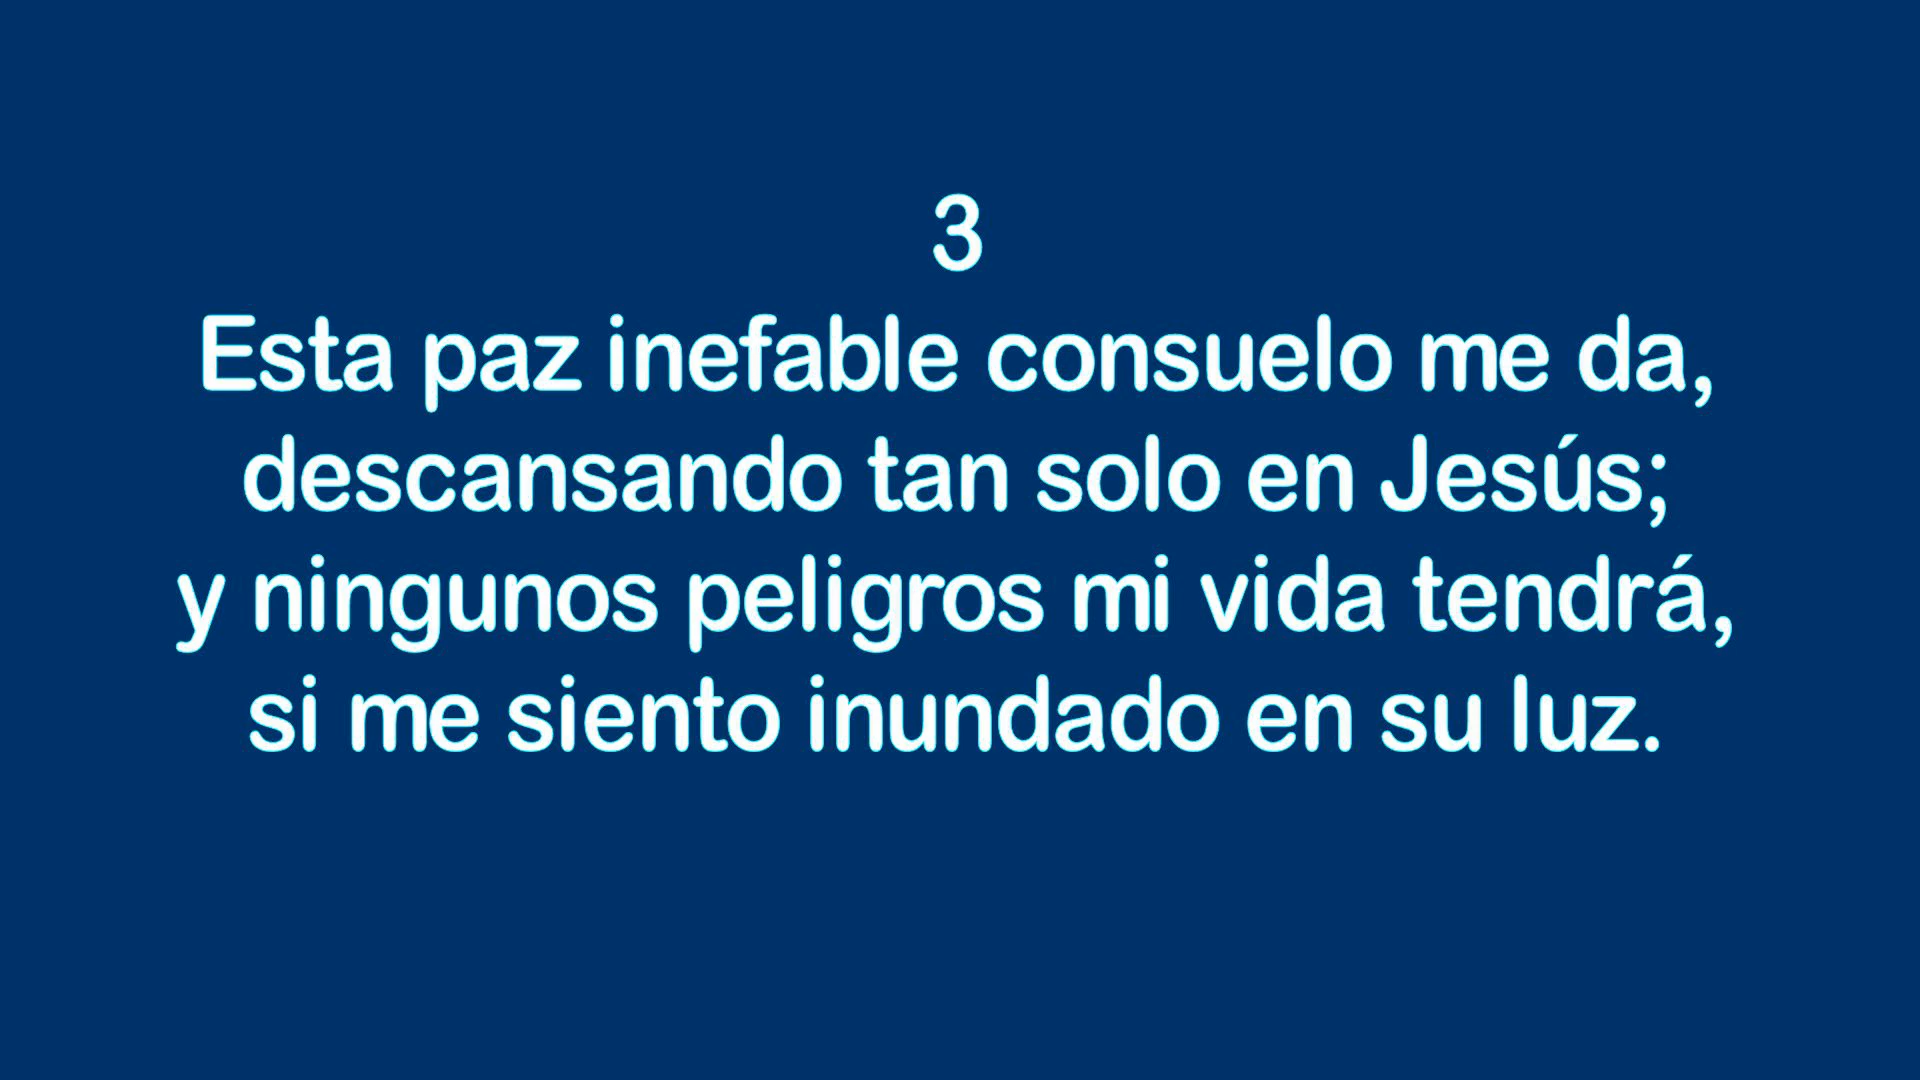 3
Esta paz inefable consuelo me da,
descansando tan solo en Jesús;
y ningunos peligros mi vida tendrá,
si me siento inundado en su luz.